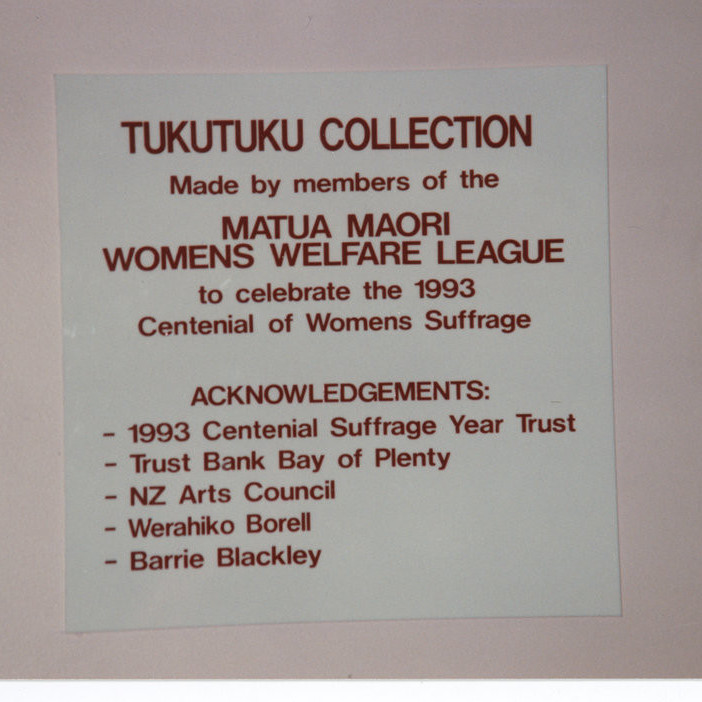 TUKUTUKU COLLECTION
Made by members of the
MATUA MAORI
WOMENS WELFARE LEAGUE
to celebrate the 1993
Centenial of Womens Suffrage
ACKNOWLEDGEMENTS:
- 1993 Centenial Suffrage Year Trust
- Trust Bank Bay of Plenty
- NZ Arts Council
- Werahiko Borell
- Barrie Blackley